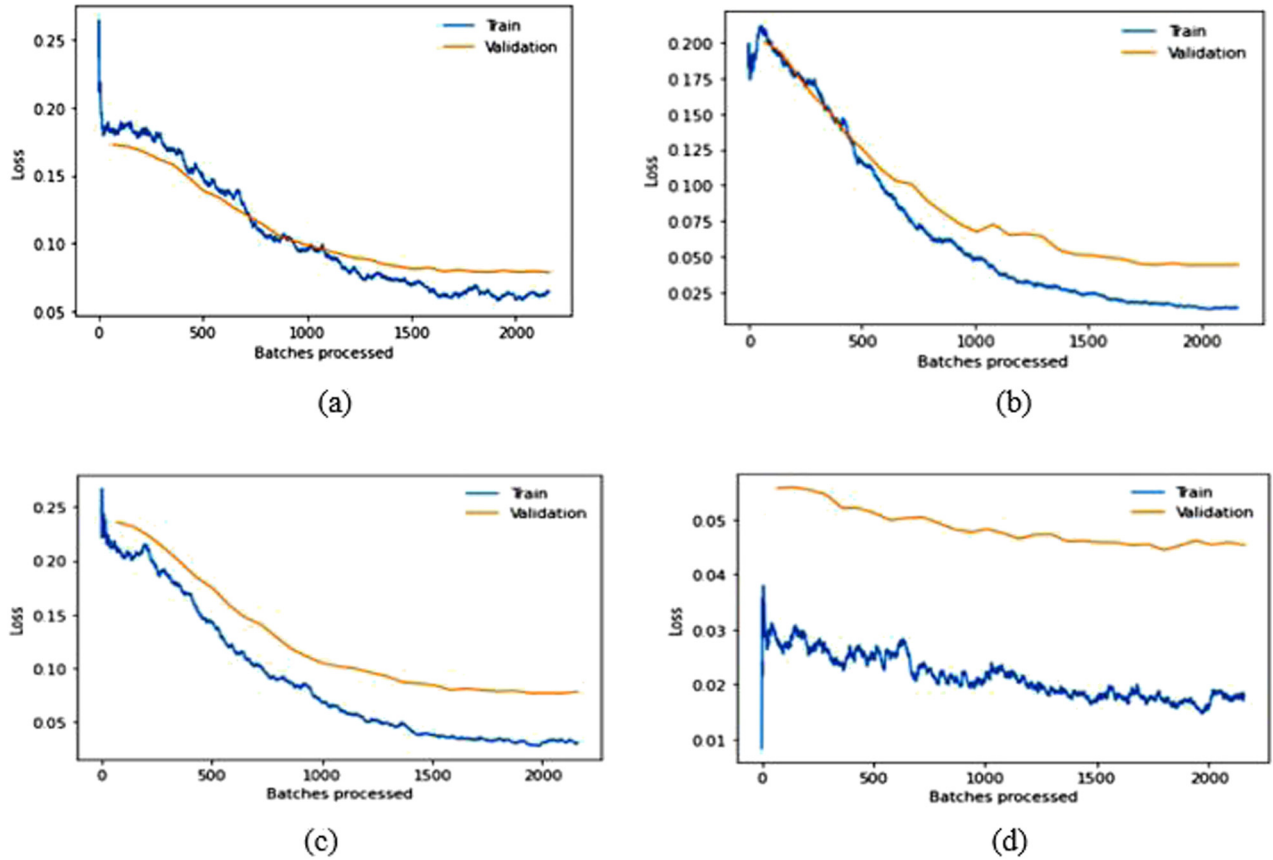 Train
Validation
0.25
0.20
0.15
0.10
0.05
Loss
0 500 1000 1500 2000
Batches processed
(a)
Train
Validation
0.200
0.175
0.150
0.125
0.100
0.075
0.050
0.025
Loss
0 500 1000 1500 2000
Batches processed
(b)
Train
Validation
0.25
0.20
0.15
0.10
0.05
Loss
0 500 1000 1500 2000
Batches processed
(c)
Train
Validation
0.05
0.04
0.03
0.02
0.01
Loss
0 500 1000 1500 2000
Batches processed
(d)